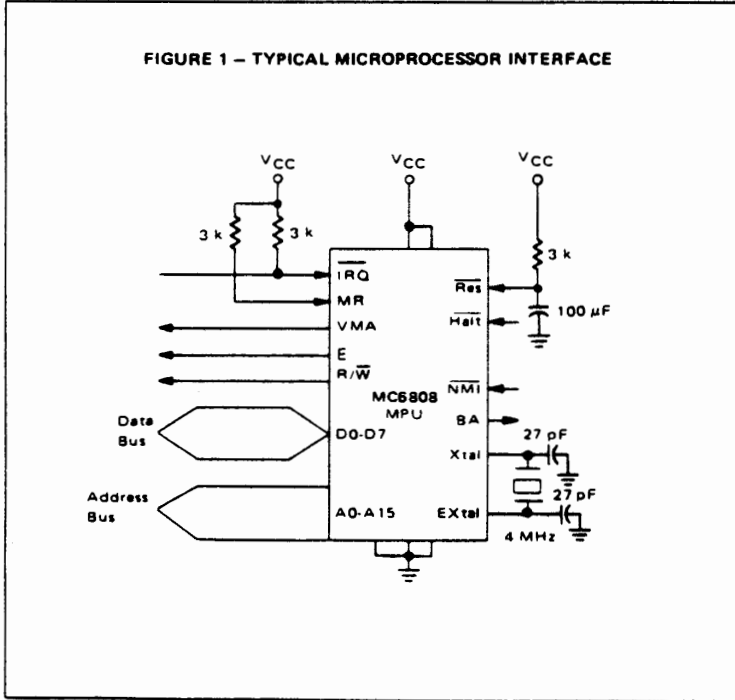 FIGURE 1 – TYPICAL MICROPROCESSOR INTERFACE
VCC
VCC
VCC
3 k
3 k
3 k
IRQ
MR
VMA
E
R/W
Res
100 µF
Halt
MC6808
MPU
NMI
BA
Data
Bus
D0-D7
Xtal
27 pF
Address
Bus
A0-A15
EXtal
27 pF
4 MHz